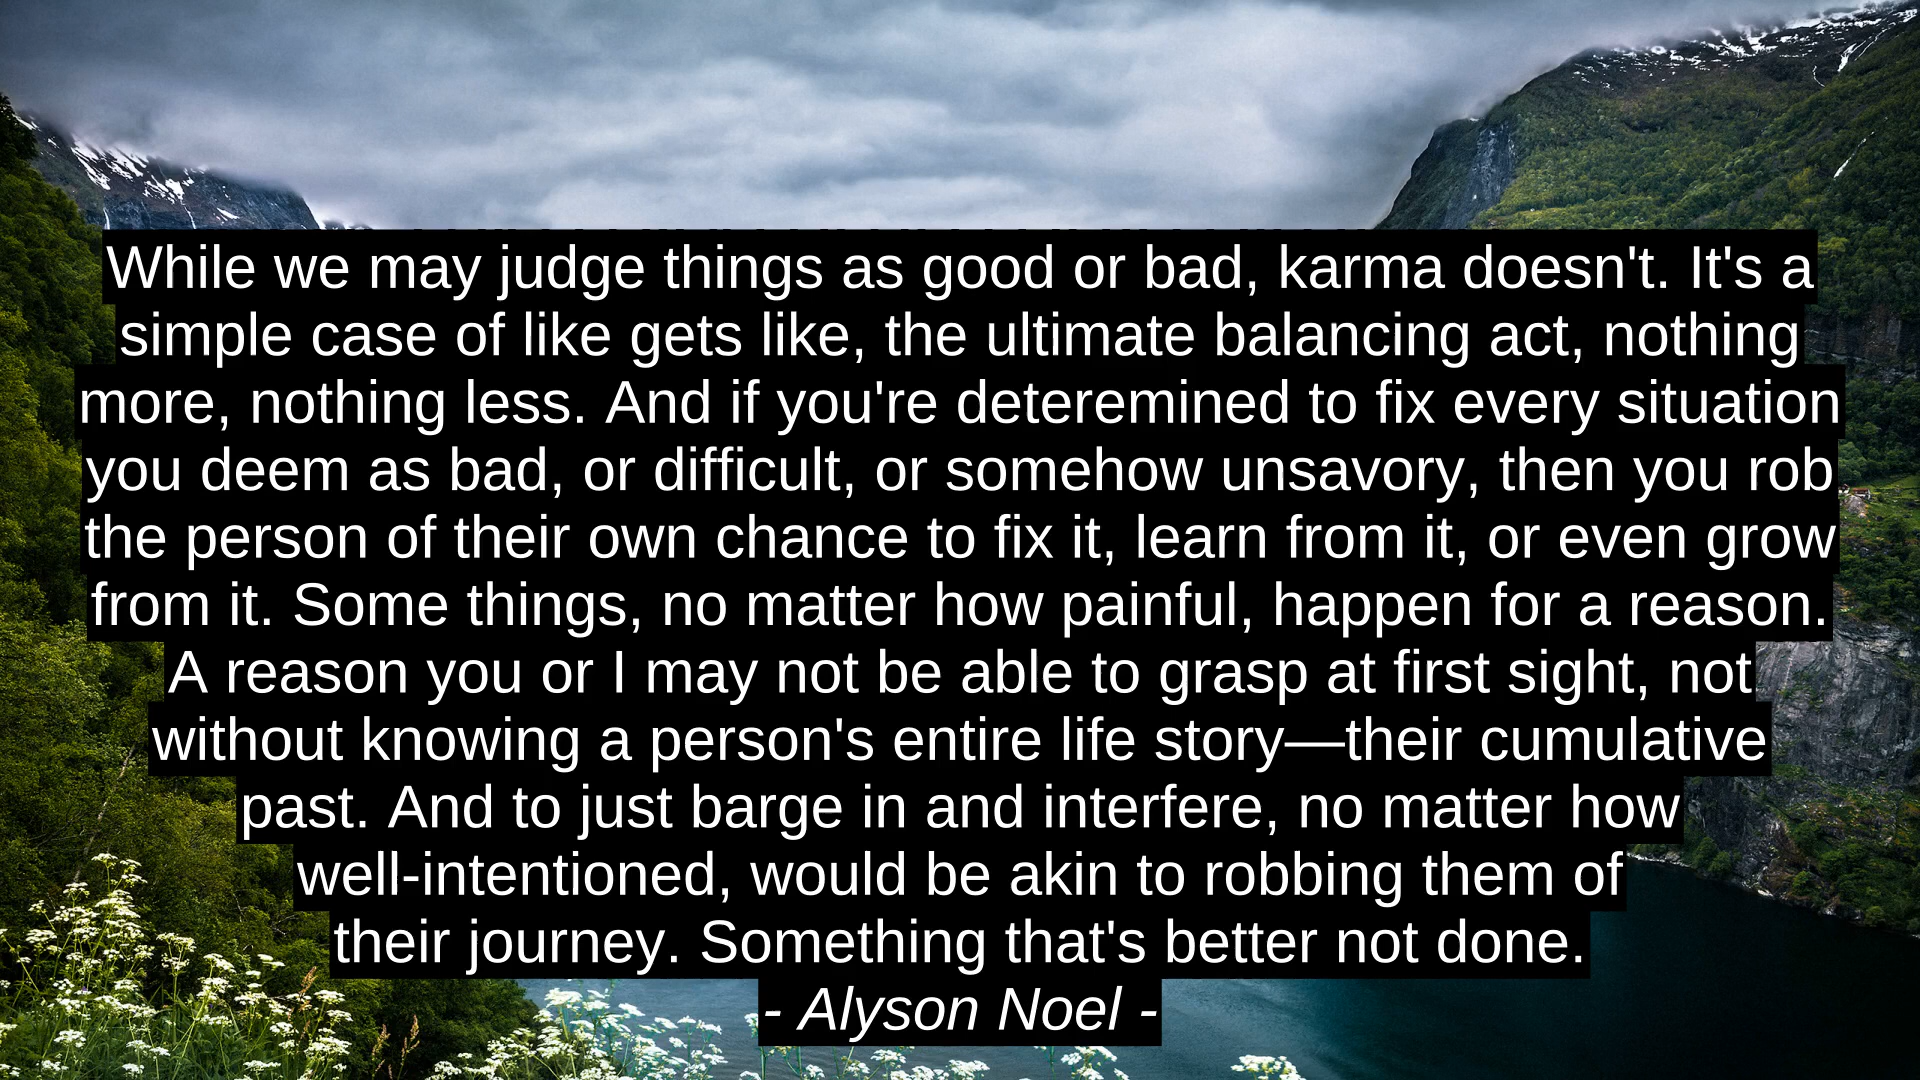 While we may judge things as good or bad, karma doesn't. It's a
simple case of like gets like, the ultimate balancing act, nothing
more, nothing less. And if you're deteremined to fix every situation
you deem as bad, or difficult, or somehow unsavory, then you rob
the person of their own chance to fix it, learn from it, or even grow
from it. Some things, no matter how painful, happen for a reason.
A reason you or I may not be able to grasp at first sight, not
without knowing a person's entire life story—their cumulative
past. And to just barge in and interfere, no matter how
well-intentioned, would be akin to robbing them of
their journey. Something that's better not done.
- Alyson Noel -